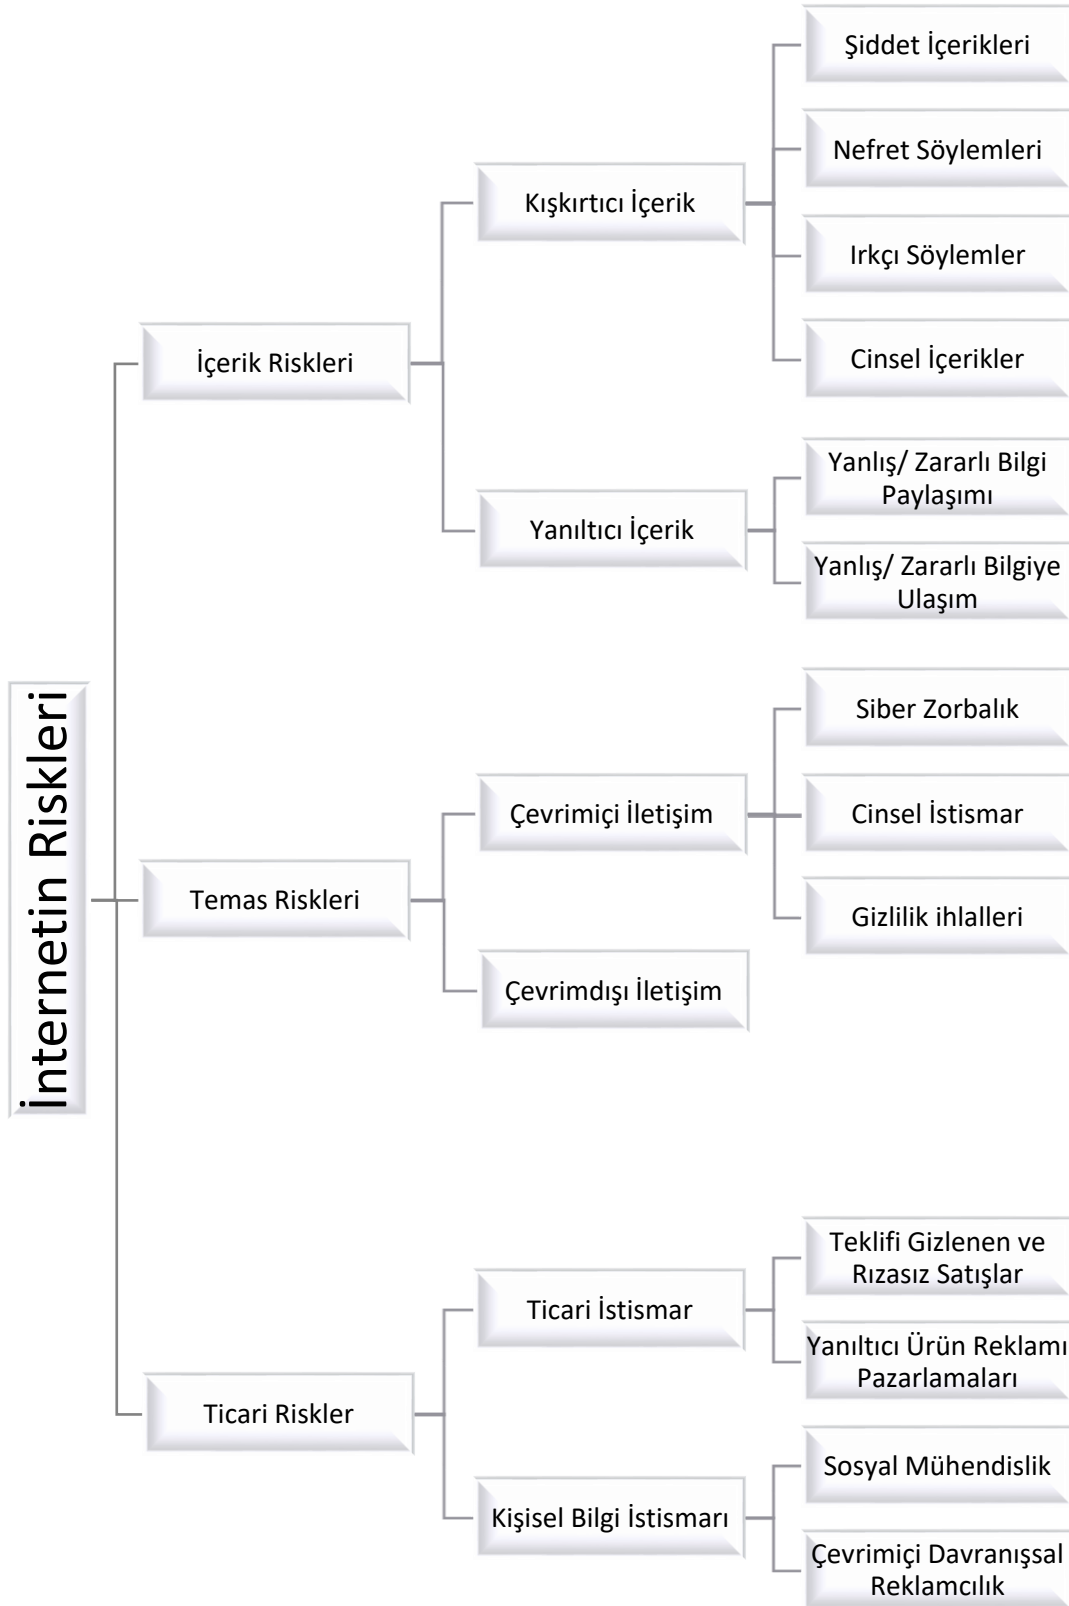 İnternetin Riskleri
İçerik Riskleri
Kışkırtıcı İçerik
Şiddet İçerikleri
Nefret Söylemleri
Irkçı Söylemler
Cinsel İçerikler
Yanıltıcı İçerik
Yanlış/ Zararlı Bilgi
Paylaşımı
Yanlış/ Zararlı Bilgiye
Ulaşım
Temas Riskleri
Çevrimiçi İletişim
Siber Zorbalık
Cinsel İstismar
Gizlilik ihlalleri
Çevrimdışı İletişim
Ticari Riskler
Ticari İstismar
Teklifi Gizlenen ve
Rızasız Satışlar
Yanıltıcı Ürün Reklamı
Pazarlamaları
Kişisel Bilgi İstismarı
Sosyal Mühendislik
Çevrimiçi Davranışsal
Reklamcılık